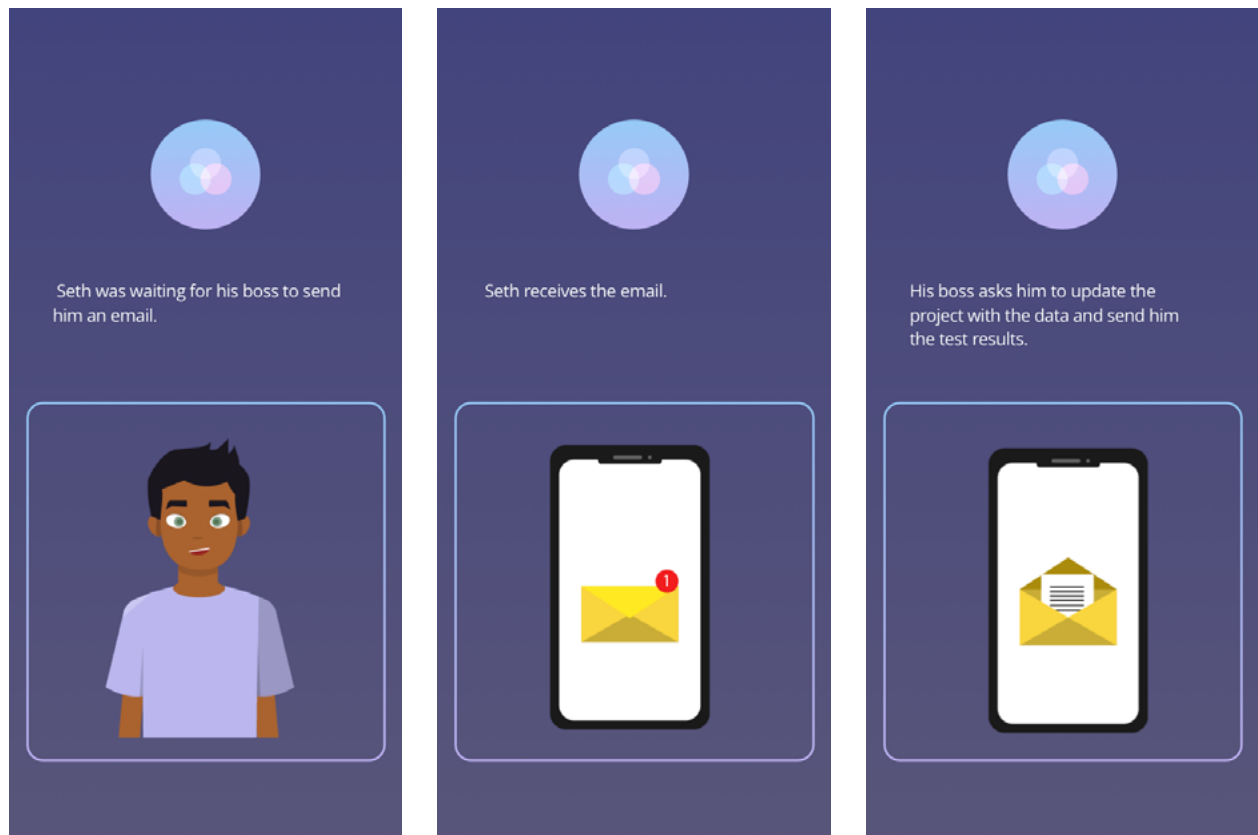 Seth was waiting for his boss to send
him an email.
Seth receives the email.
1
His boss asks him to update the
project with the data and send him
the test results.